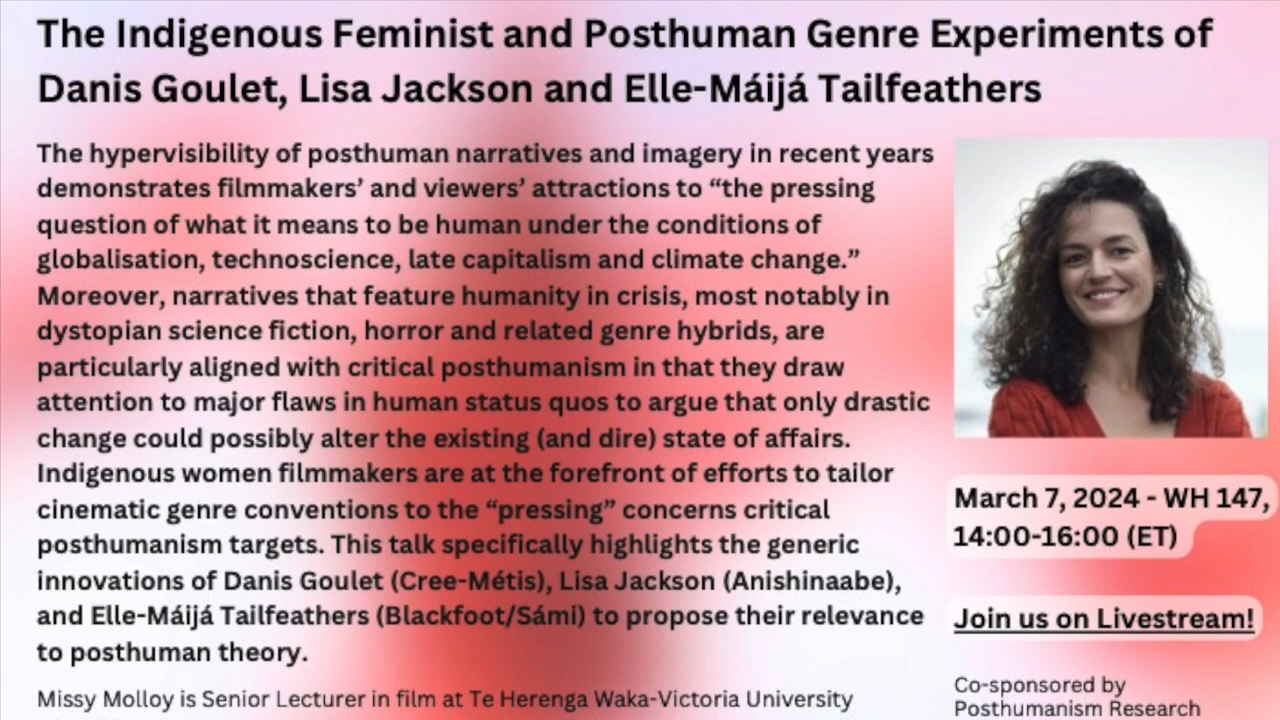 The Indigenous Feminist and Posthuman Genre Experiments of
Danis Goulet, Lisa Jackson and Elle-Máijá Tailfeathers
The hypervisibility of posthuman narratives and imagery in recent years
demonstrates filmmakers’ and viewers’ attractions to “the pressing
question of what it means to be human under the conditions of
globalisation, technoscience, late capitalism and climate change.”
Moreover, narratives that feature humanity in crisis, most notably in
dystopian science fiction, horror and related genre hybrids, are
particularly aligned with critical posthumanism in that they draw
attention to major flaws in human status quos to argue that only drastic
change could possibly alter the existing (and dire) state of affairs.
Indigenous women filmmakers are at the forefront of efforts to tailor
cinematic genre conventions to the “pressing” concerns critical
posthumanism targets. This talk specifically highlights the generic
innovations of Danis Goulet (Cree-Métis), Lisa Jackson (Anishinaabe),
and Elle-Máijá Tailfeathers (Blackfoot/Sámi) to propose their relevance
to posthuman theory.
Missy Molloy is Senior Lecturer in film at Te Herenga Waka-Victoria University
March 7, 2024 - WH 147,
14:00-16:00 (ET)
Join us on Livestream!
Co-sponsored by
Posthumanism Research